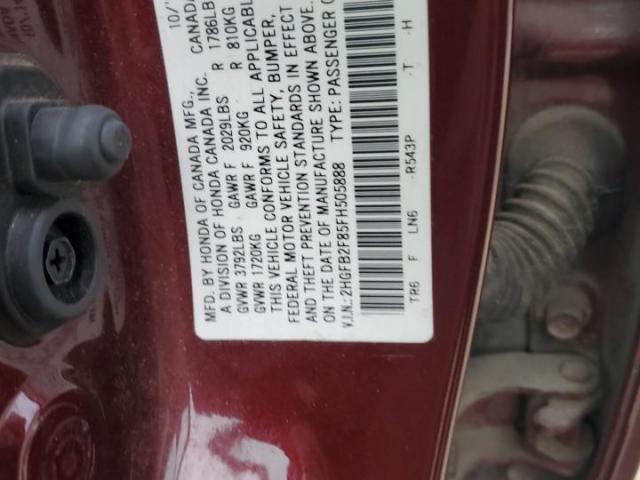 MFD. BY HONDA OF CANADA MFG., 10/
A DIVISION OF HONDA CANADA INC. CANADA
GVWR 3792LBS GAWR F 2029LBS R 1786LB
GVWR 1720KG GAWR F 920KG R 810KG
THIS VEHICLE CONFORMS TO ALL APPLICABLE
FEDERAL MOTOR VEHICLE SAFETY, BUMPER,
AND THEFT PREVENTION STANDARDS IN EFFECT
ON THE DATE OF MANUFACTURE SHOWN ABOVE.
V.I.N.:2HGFB2F85FH505888 TYPE: PASSENGER C
TR6 F LN6 -R543P -T -H